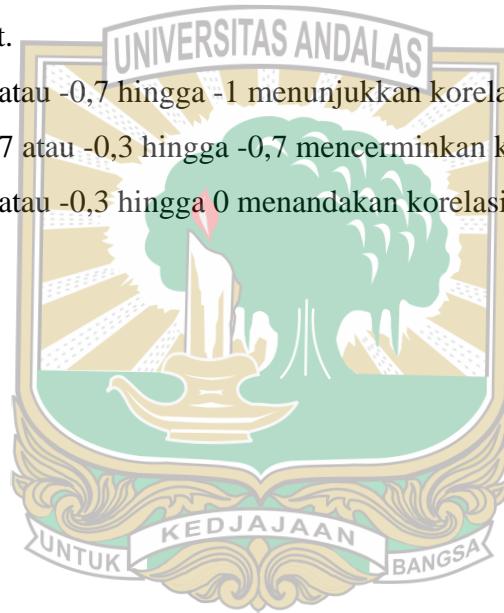 t.
UNIVERSITAS ANDALAS
atau -0,7 hingga -1 menunjukkan korela
7 atau -0,3 hingga -0,7 mencerminkan k
atau -0,3 hingga 0 menandakan korelasi
KEDJAJAAN
UNTUK
BANGSA